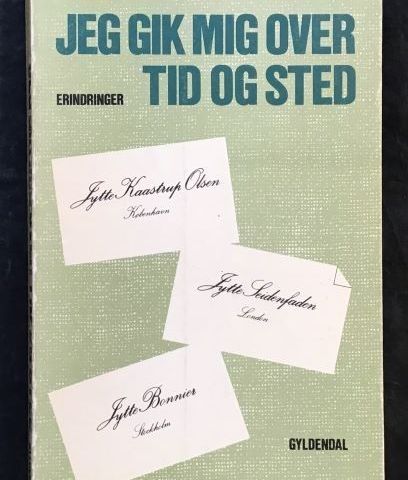 JEG GIK MIG OVER
TID OG STED
ERINDRINGER
Jytte Kaastrup Olsen
København
Jytte Seidenfaden
London
Jytte Bonnier
Stockholm
GYLDENDAL